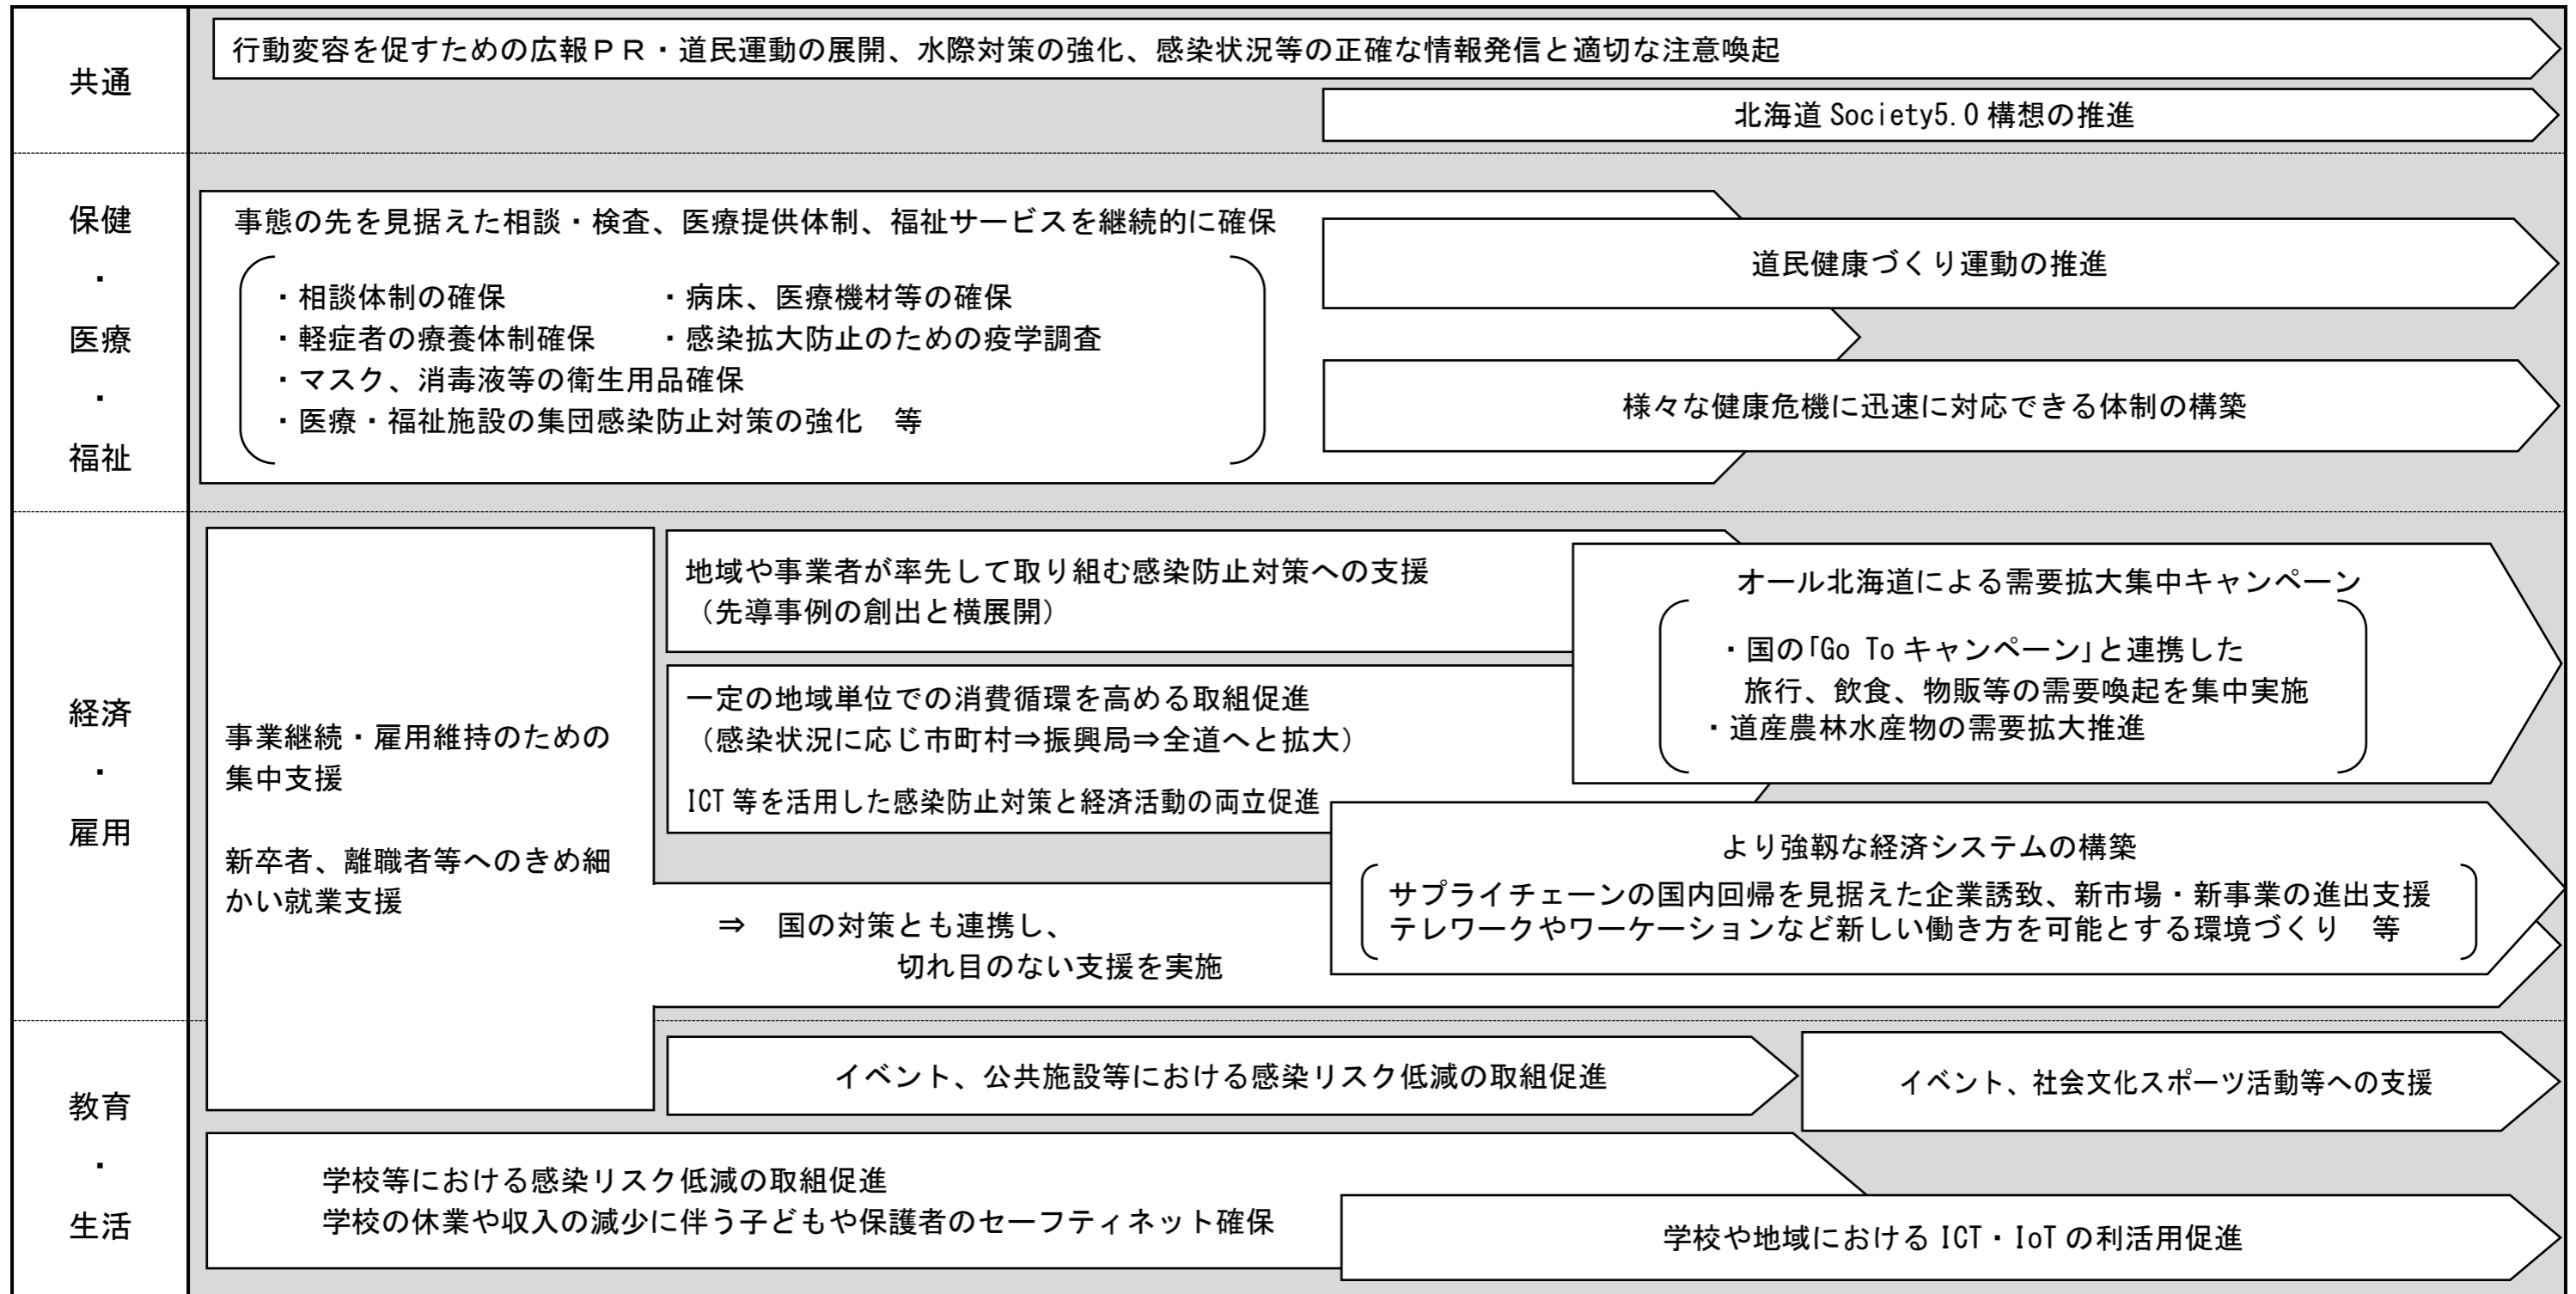 共通
行動変容を促すための広報ＰＲ・道民運動の展開、水際対策の強化、感染状況等の正確な情報発信と適切な注意喚起
北海道 Society5.0 構想の推進
保健
・
医療
・
福祉
事態の先を見据えた相談・検査、医療提供体制、福祉サービスを継続的に確保
・相談体制の確保　・病床、医療機材等の確保
・軽症者の療養体制確保　・感染拡大防止のための疫学調査
・マスク、消毒液等の衛生用品確保
・医療・福祉施設の集団感染防止対策の強化　等
道民健康づくり運動の推進
様々な健康危機に迅速に対応できる体制の構築
経済
・
雇用
事業継続・雇用維持のための
集中支援
新卒者、離職者等へのきめ細
かい就業支援
地域や事業者が率先して取り組む感染防止対策への支援
（先導事例の創出と横展開）
一定の地域単位での消費循環を高める取組促進
（感染状況に応じ市町村⇒振興局⇒全道へと拡大）
ICT 等を活用した感染防止対策と経済活動の両立促進
オール北海道による需要拡大集中キャンペーン
・国の｢Go To キャンペーン｣と連携した
旅行、飲食、物販等の需要喚起を集中実施
・道産農林水産物の需要拡大推進
より強靱な経済システムの構築
サプライチェーンの国内回帰を見据えた企業誘致、新市場・新事業の進出支援
テレワークやワーケーションなど新しい働き方を可能とする環境づくり　等
⇒　国の対策とも連携し、
切れ目のない支援を実施
教育
・
生活
イベント、公共施設等における感染リスク低減の取組促進
イベント、社会文化スポーツ活動等への支援
学校等における感染リスク低減の取組促進
学校の休業や収入の減少に伴う子どもや保護者のセーフティネット確保
学校や地域における ICT・IoT の利活用促進